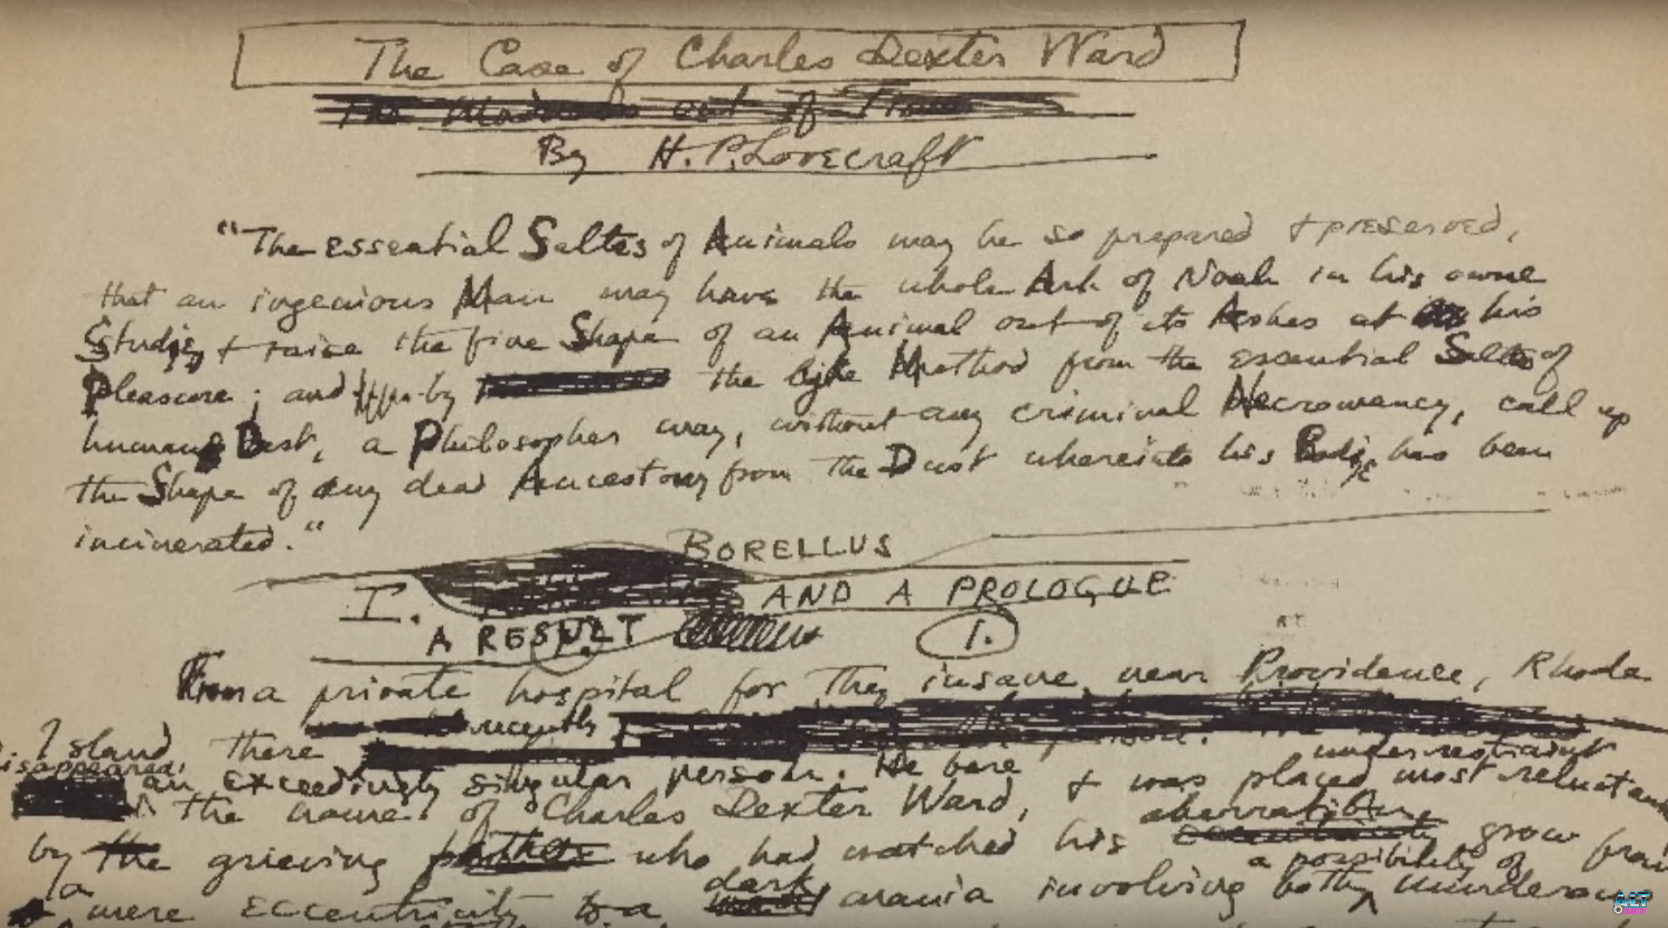 The Case of Charles Dexter Ward
out of
By H. P. Lovecraft
"The essential Saltes of Animals may be so prepared & preserved,
that an ingenious Man may have the whole Ark of Noah in his owne
Studie, & raise the fine Shape of an Animal out of its Ashes at his
Pleasure; and by the lyke Method from the essential Saltes of
humane Dust, a Philosopher may, without any criminal Necromancy, call up
the Shape of any dead Ancestour from the Dust whereinto his Bodie has been
incinerated."
BORELLUS
I. AND A PROLOGUE
A RESULT 1.
From a private hospital for the insane near Providence, Rhode
recently
Island, there
disappeared
an exceedingly singular person. He bore under restraint
the name of Charles Dexter Ward, & was placed most reluctantly
aberration
by the grieving who had watched his grow from
a dark a possibility of
mere eccentricity to a mania involving both murderous
ALT